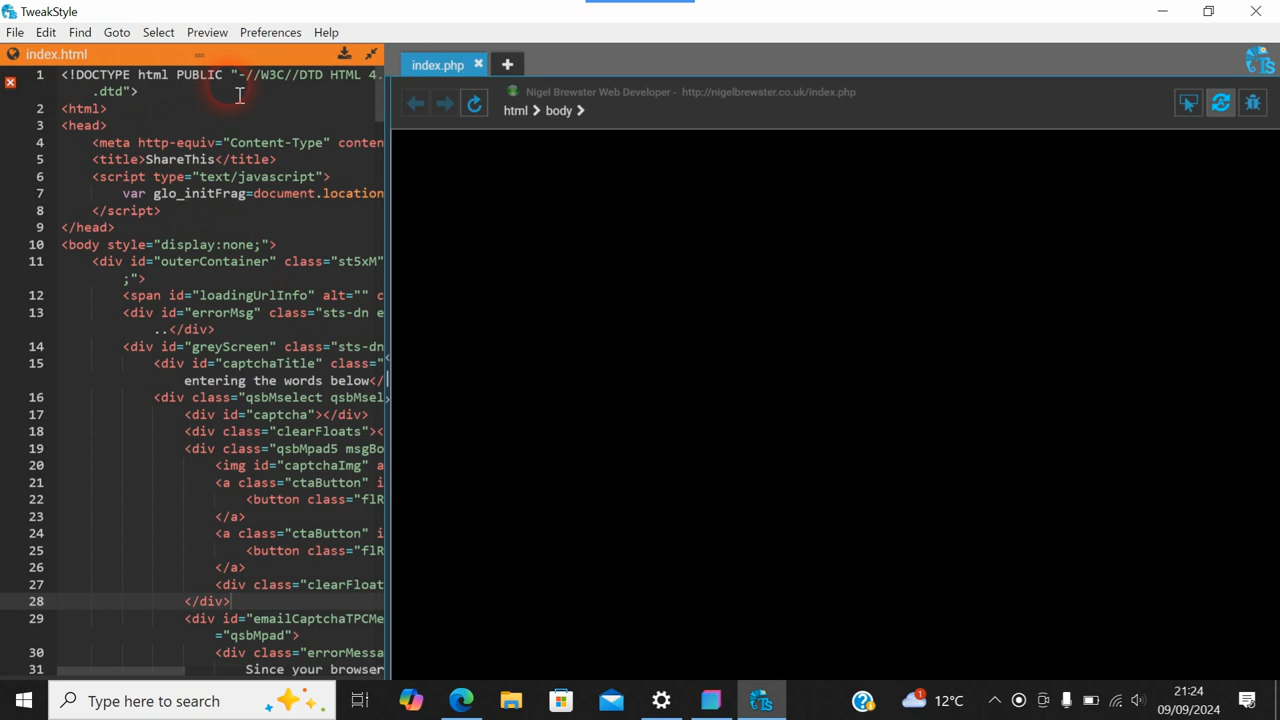 TweakStyle
File Edit Find Goto Select Preview Preferences Help
index.html
1 <!DOCTYPE html PUBLIC "-//W3C//DTD HTML 4.
.dtd">
2 <html>
3 <head>
4 <meta http-equiv="Content-Type" conten
5 <title>ShareThis</title>
6 <script type="text/javascript">
7 var glo_initFrag=document.location
8 </script>
9 </head>
10 <body style="display:none;">
11 <div id="outerContainer" class="st5xM"
;">
12 <span id="loadingUrlInfo" alt="" c
13 <div id="errorMsg" class="sts-dn e
..</div>
14 <div id="greyScreen" class="sts-dn
15 <div id="captchaTitle" class="
entering the words below</
16 <div class="qsbMselect qsbMsel
17 <div id="captcha"></div>
18 <div class="clearFloats"><
19 <div class="qsbMpad5 msgBo
20 <img id="captchaImg" a
21 <a class="ctaButton" i
22 <button class="flR
23 </a>
24 <a class="ctaButton" i
25 <button class="flR
26 </a>
27 <div class="clearFloat
28 </div>
29 <div id="emailCaptchaTPCMe
="qsbMpad">
30 <div class="errorMessa
31 Since your browser
index.php
Nigel Brewster Web Developer - http://nigelbrewster.co.uk/index.php
html body
TS
Type here to search
TS
1
12°C
21:24
09/09/2024